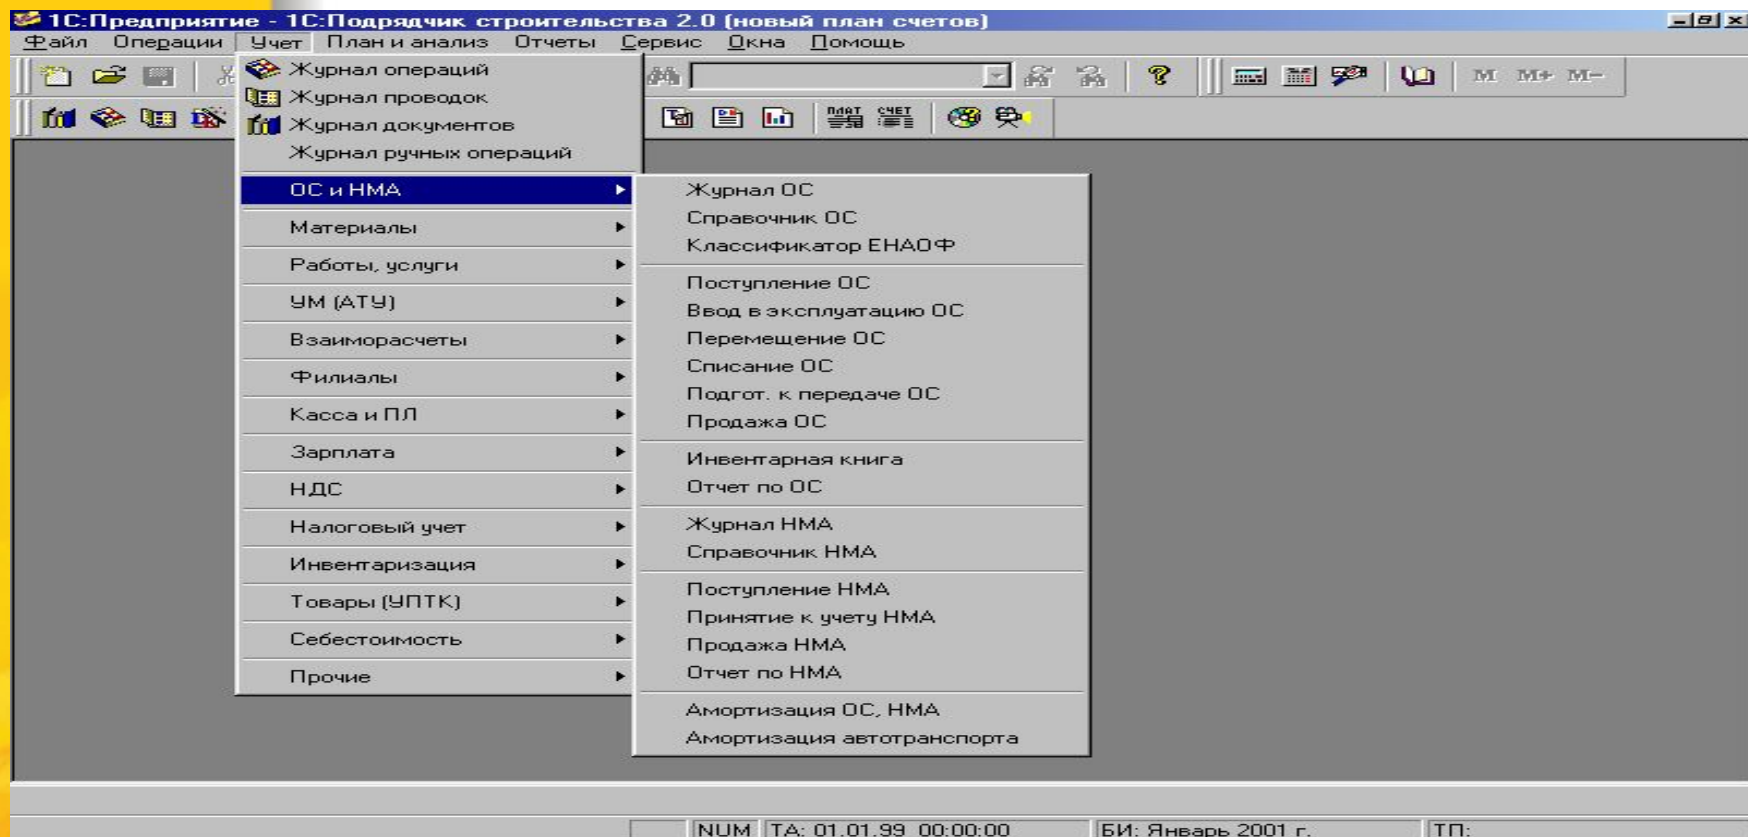 1С:Предприятие - 1С:Подрядчик строительства 2.0 (новый план счетов)
Файл Операции Учет План и анализ Отчеты Сервис Окна Помощь
M M+ M-
ПЛАТ СЧЕТ
Журнал операций
Журнал проводок
Журнал документов
Журнал ручных операций
ОС и НМА
Материалы
Работы, услуги
УМ (АТУ)
Взаиморасчеты
Филиалы
Касса и ПЛ
Зарплата
НДС
Налоговый учет
Инвентаризация
Товары (УПТК)
Себестоимость
Прочие
Журнал ОС
Справочник ОС
Классификатор ЕНАОФ
Поступление ОС
Ввод в эксплуатацию ОС
Перемещение ОС
Списание ОС
Подгот. к передаче ОС
Продажа ОС
Инвентарная книга
Отчет по ОС
Журнал НМА
Справочник НМА
Поступление НМА
Принятие к учету НМА
Продажа НМА
Отчет по НМА
Амортизация ОС, НМА
Амортизация автотранспорта
NUM ТА: 01.01.99 00:00:00 БИ: Январь 2001 г. ТП: